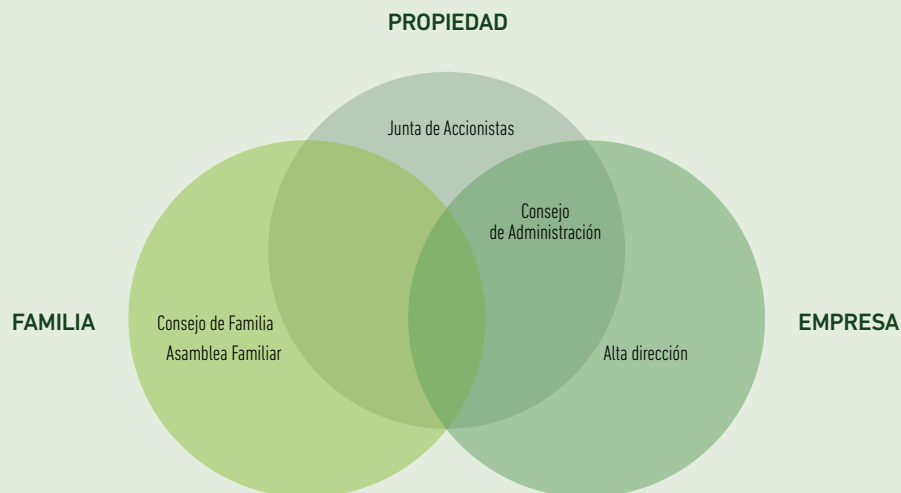 PROPIEDAD
Junta de Accionistas
Consejo
de Administración
FAMILIA
Consejo de Familia
Asamblea Familiar
EMPRESA
Alta dirección